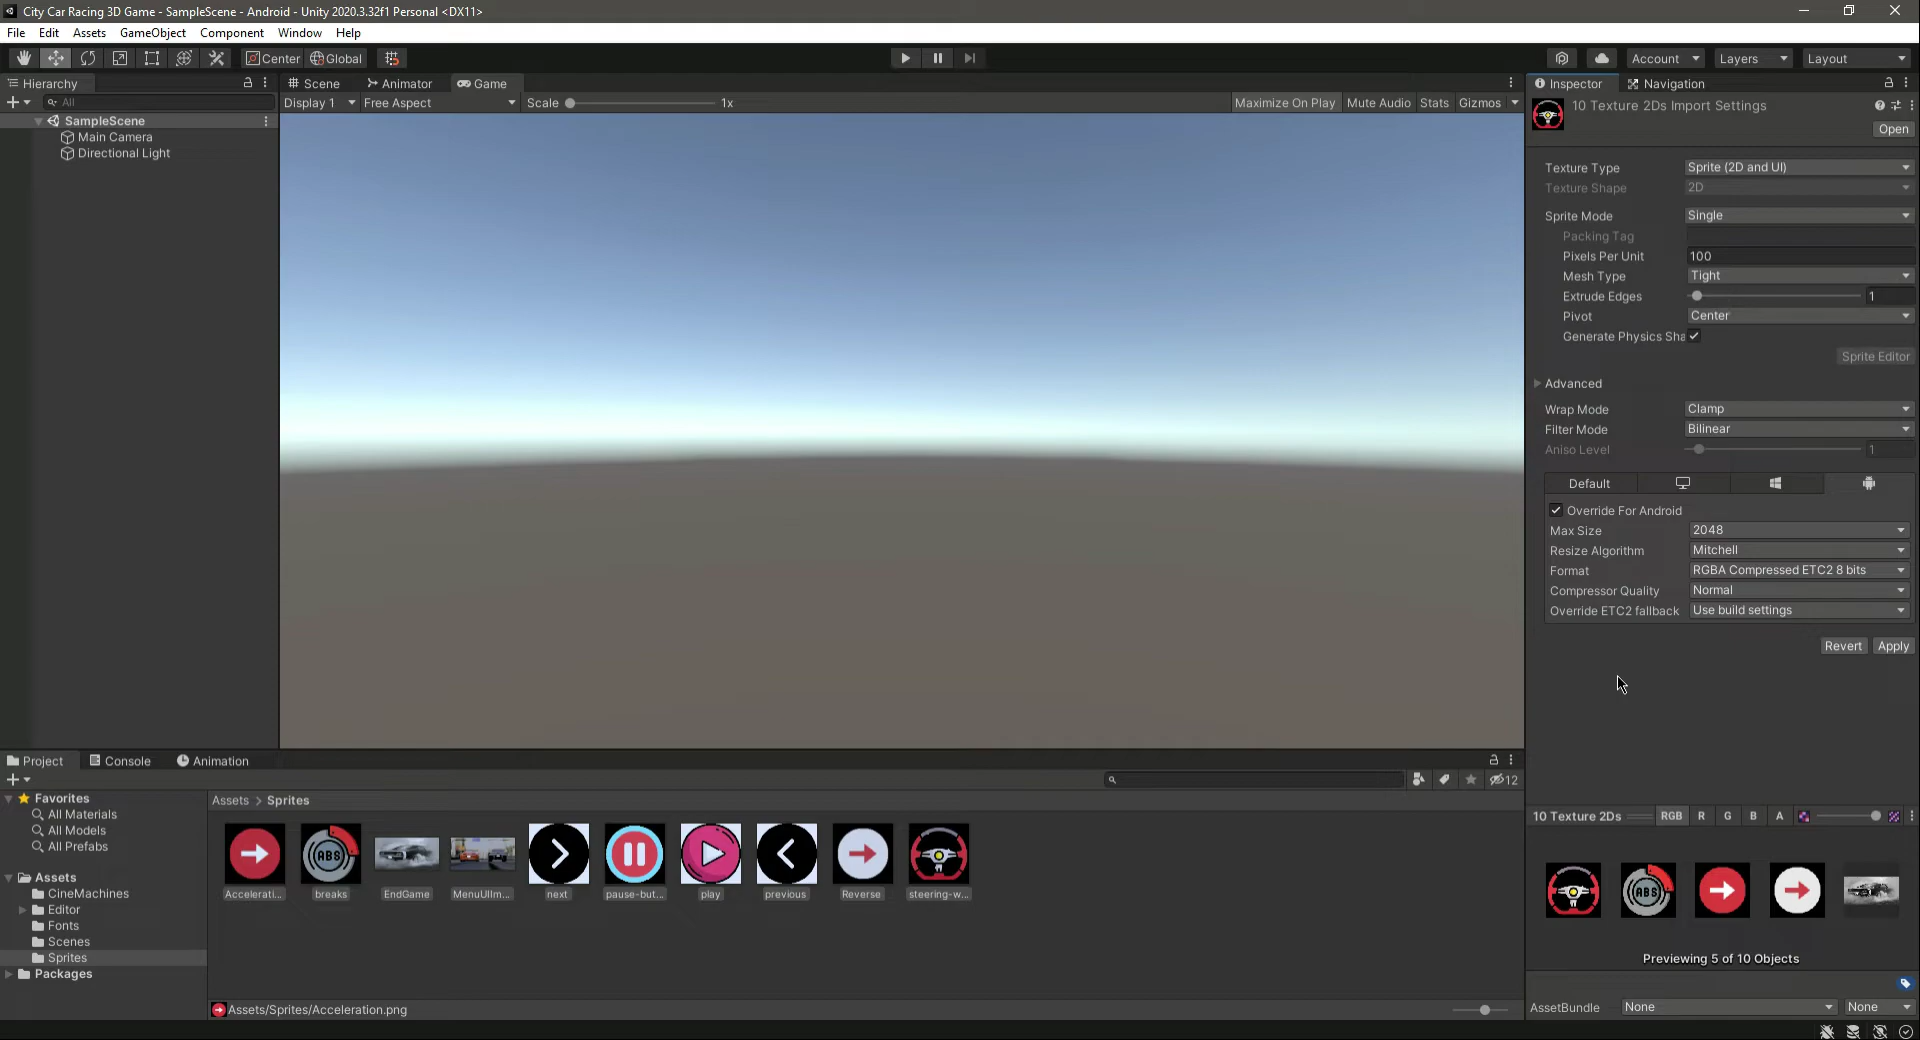 City Car Racing 3D Game - SampleScene - Android - Unity 2020.3.32f1 Personal <DX11>
File Edit Assets GameObject Component Window Help
Center Global Account Layers Layout
Hierarchy
All
SampleScene
Main Camera
Directional Light
Scene Animator Game
Display 1 Free Aspect Scale 1x Maximize On Play Mute Audio Stats Gizmos
Inspector Navigation
10 Texture 2Ds Import Settings
Open
Texture Type Sprite (2D and UI)
Texture Shape 2D
Sprite Mode Single
Packing Tag
Pixels Per Unit 100
Mesh Type Tight
Extrude Edges 1
Pivot Center
Generate Physics Sha
Sprite Editor
Advanced
Wrap Mode Clamp
Filter Mode Bilinear
Aniso Level 1
Default
Override For Android
Max Size 2048
Resize Algorithm Mitchell
Format RGBA Compressed ETC2 8 bits
Compressor Quality Normal
Override ETC2 fallback Use build settings
Revert Apply
Project Console Animation
12
Favorites
All Materials
All Models
All Prefabs
Assets
CineMachines
Editor
Fonts
Scenes
Sprites
Packages
Assets > Sprites
ABS
Accelerati... breaks EndGame MenuUIIm... next pause-but... play previous Reverse steering-w...
Assets/Sprites/Acceleration.png
10 Texture 2Ds RGB R G B A
ABS
Previewing 5 of 10 Objects
AssetBundle None None